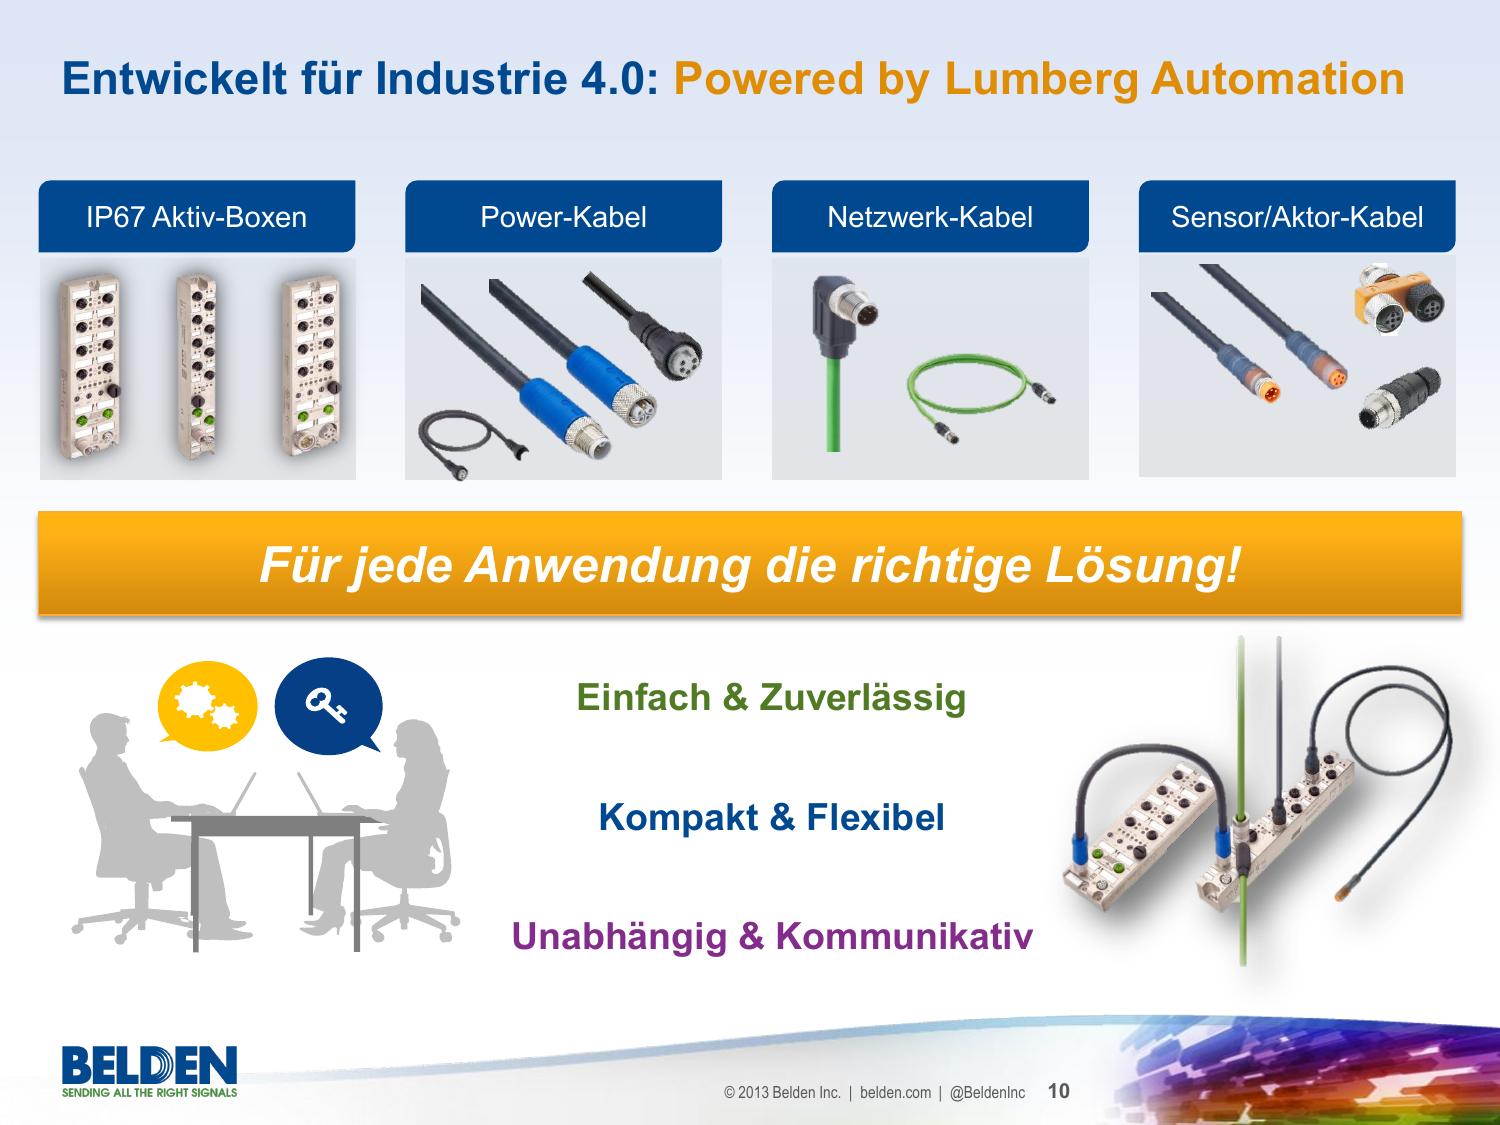 Entwickelt für Industrie 4.0: Powered by Lumberg Automation
IP67 Aktiv-Boxen
Power-Kabel
Netzwerk-Kabel
Sensor/Aktor-Kabel
Für jede Anwendung die richtige Lösung!
Einfach & Zuverlässig
Kompakt & Flexibel
Unabhängig & Kommunikativ
BELDEN
SENDING ALL THE RIGHT SIGNALS
© 2013 Belden Inc. | belden.com | @BeldenInc 10